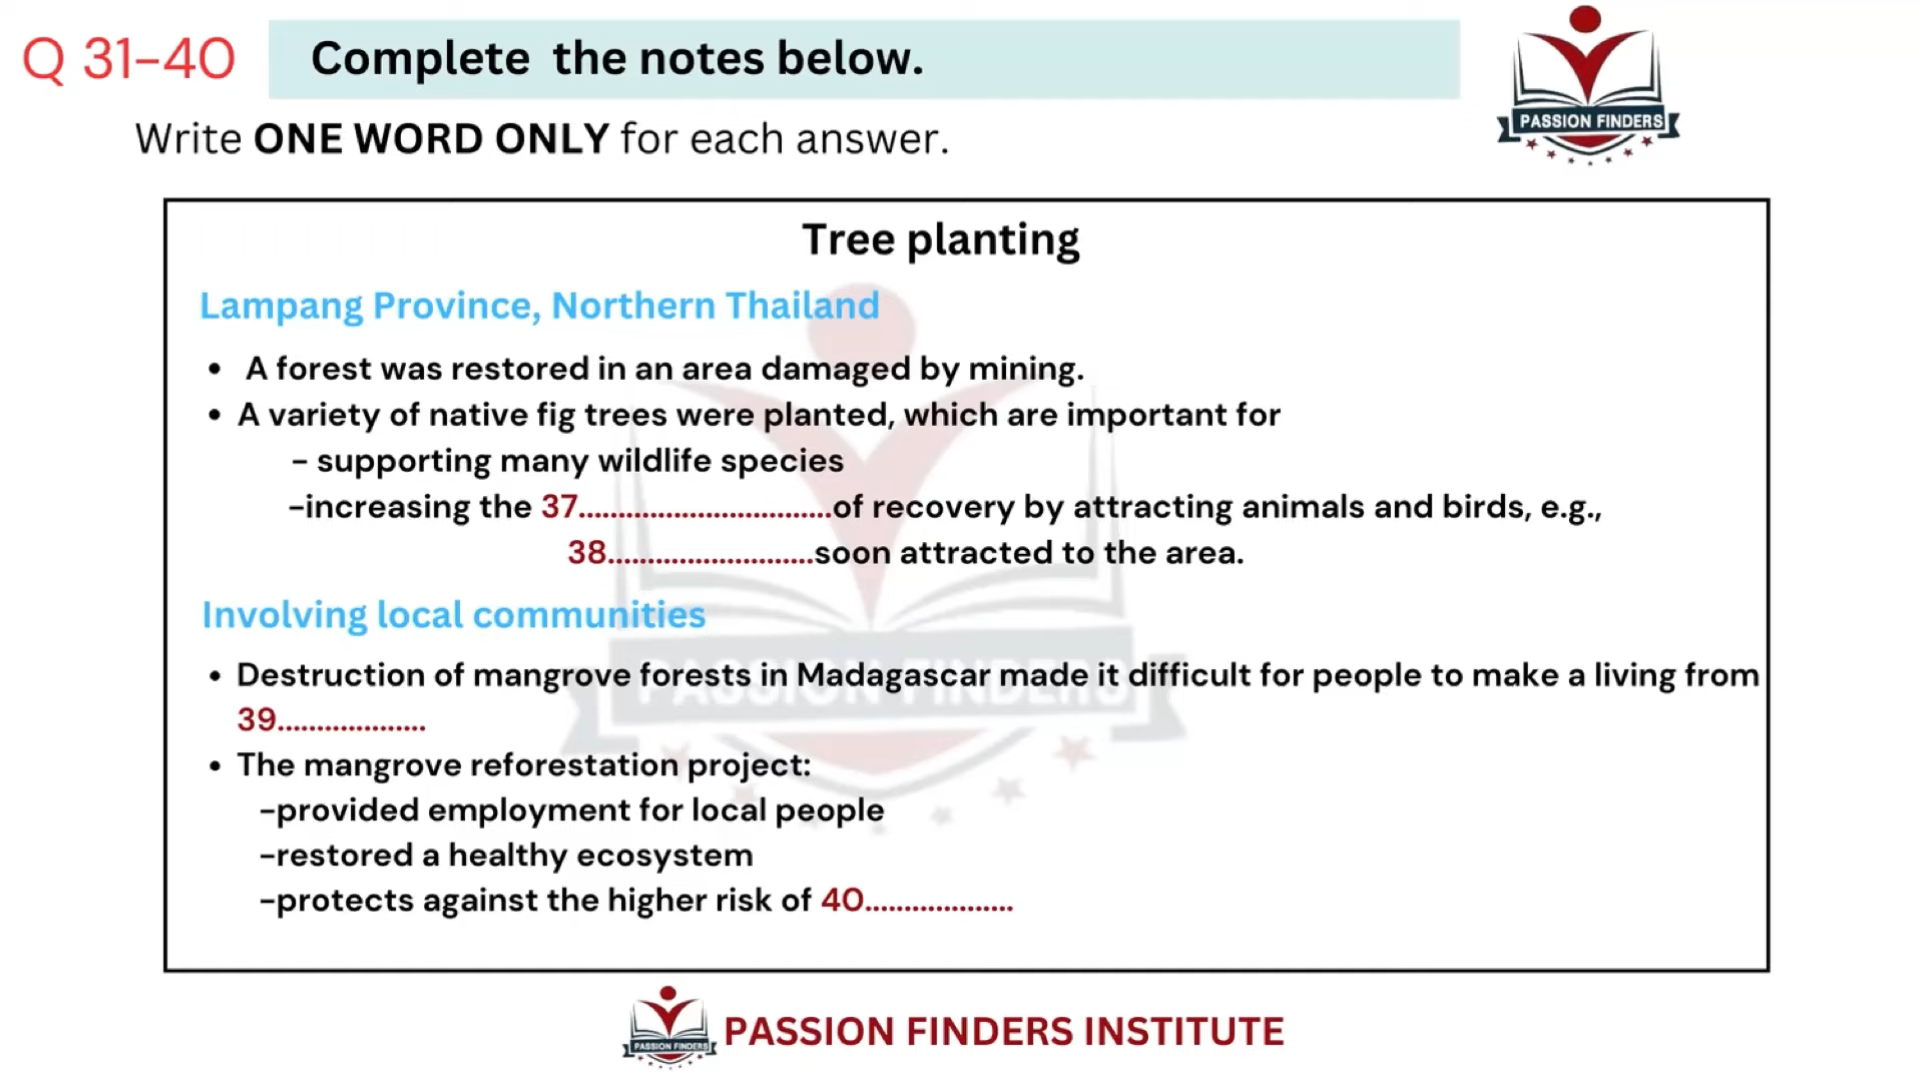 Q 31-40
Complete the notes below.
PASSION FINDERS
Write ONE WORD ONLY for each answer.
Tree planting
Lampang Province, Northern Thailand
• A forest was restored in an area damaged by mining.
• A variety of native fig trees were planted, which are important for
- supporting many wildlife species
-increasing the 37................................of recovery by attracting animals and birds, e.g.,
38..........................soon attracted to the area.
Involving local communities
• Destruction of mangrove forests in Madagascar made it difficult for people to make a living from
39...................
PASSION FINDERS
• The mangrove reforestation project:
-provided employment for local people
-restored a healthy ecosystem
-protects against the higher risk of 40...................
PASSION FINDERS
PASSION FINDERS INSTITUTE